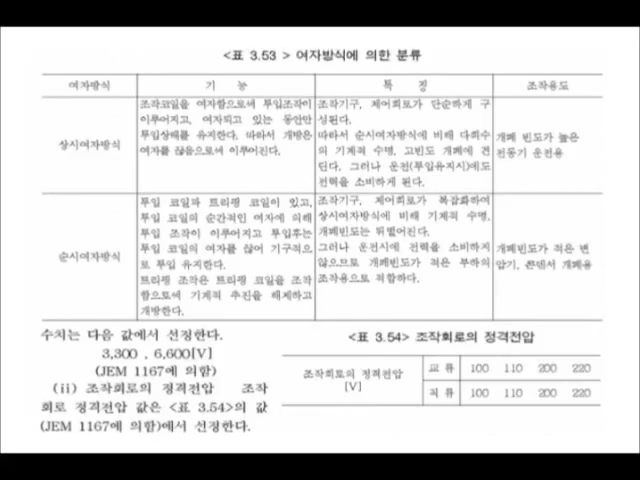 <표 3.53 > 여자방식에 의한 분류
여자방식 기 능 특 징 조작용도
상시여자방식
조작코일을 여자함으로써 투입조작이
이루어지고, 여자되고 있는 동안만
투입상태를 유지한다. 따라서 개방은
여자를 끊음으로써 이루어진다.
조작기구, 제어회로가 단순하게 구
성된다.
따라서 순시여자방식에 비해 다회수
의 기계적 수명, 고빈도 개폐에 견
딘다. 그러나 운전(투입유지시)에도
전력을 소비하게 된다.
개폐 빈도가 높은
전동기 운전용
순시여자방식
투입 코일과 트리핑 코일이 있고,
투입 코일의 순간적인 여자에 의해
투입 조작이 이루어지고 투입후는
투입 코일의 여자를 끊어 기구적으
로 투입 유지한다.
트리핑 조작은 트리핑 코일을 조작
함으로써 기계적 추진을 해제하고
개방한다.
조작기구, 제어회로가 복잡화하여
상시여자방식에 비해 기계적 수명,
개폐빈도는 뒤떨어진다.
그러나 운전시에 전력을 소비하지
않으므로 개폐빈도가 적은 부하의
조작용으로 적합하다.
개폐빈도가 적은 변
압기, 콘덴서 개폐용
수치는 다음 값에서 선정한다.
3,300 , 6,600[V]
(JEM 1167에 의함)
(ii) 조작회로의 정격전압 조작
회로 정격전압 값은 <표 3.54>의 값
(JEM 1167에 의함)에서 선정한다.
<표 3.54> 조작회로의 정격전압
조작회로의 정격전압
[V]
교 류 100 110 200 220
직 류 100 110 200 220